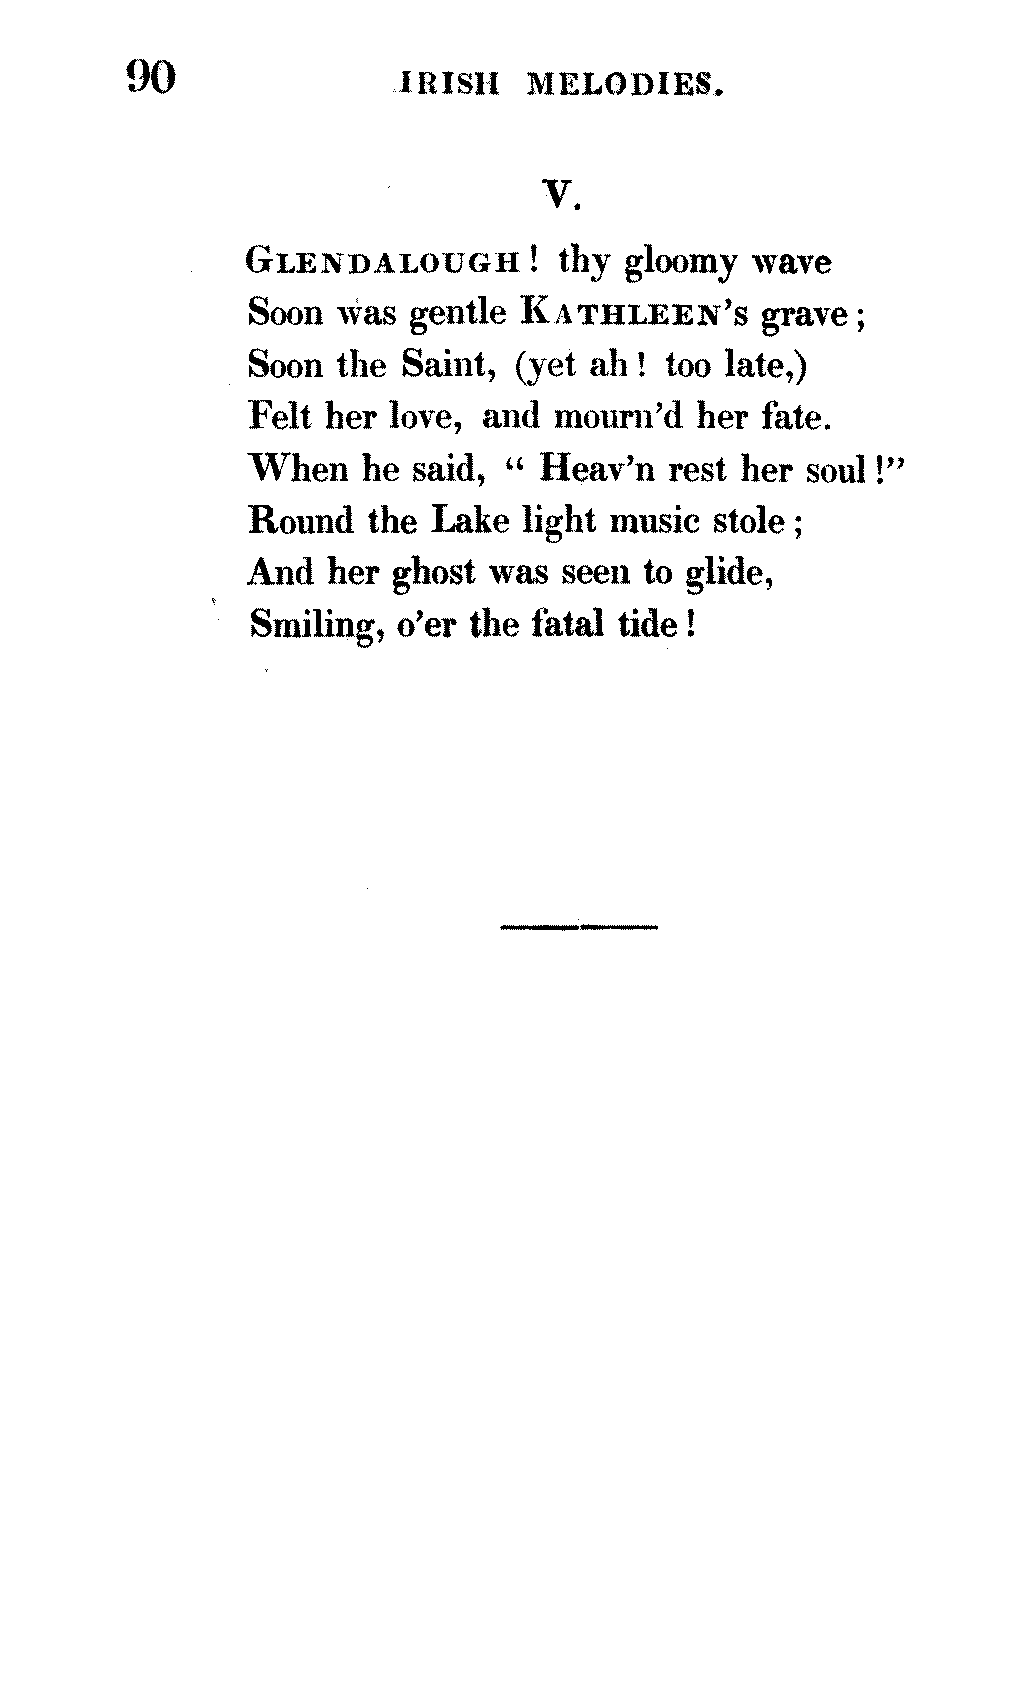 90 IRISH MELODIES.
V.
GLENDALOUGH! thy gloomy wave
Soon was gentle KATHLEEN's grave;
Soon the Saint, (yet ah! too late,)
Felt her love, and mourn'd her fate.
When he said, "Heav'n rest her soul!"
Round the Lake light music stole;
And her ghost was seen to glide,
Smiling, o'er the fatal tide!